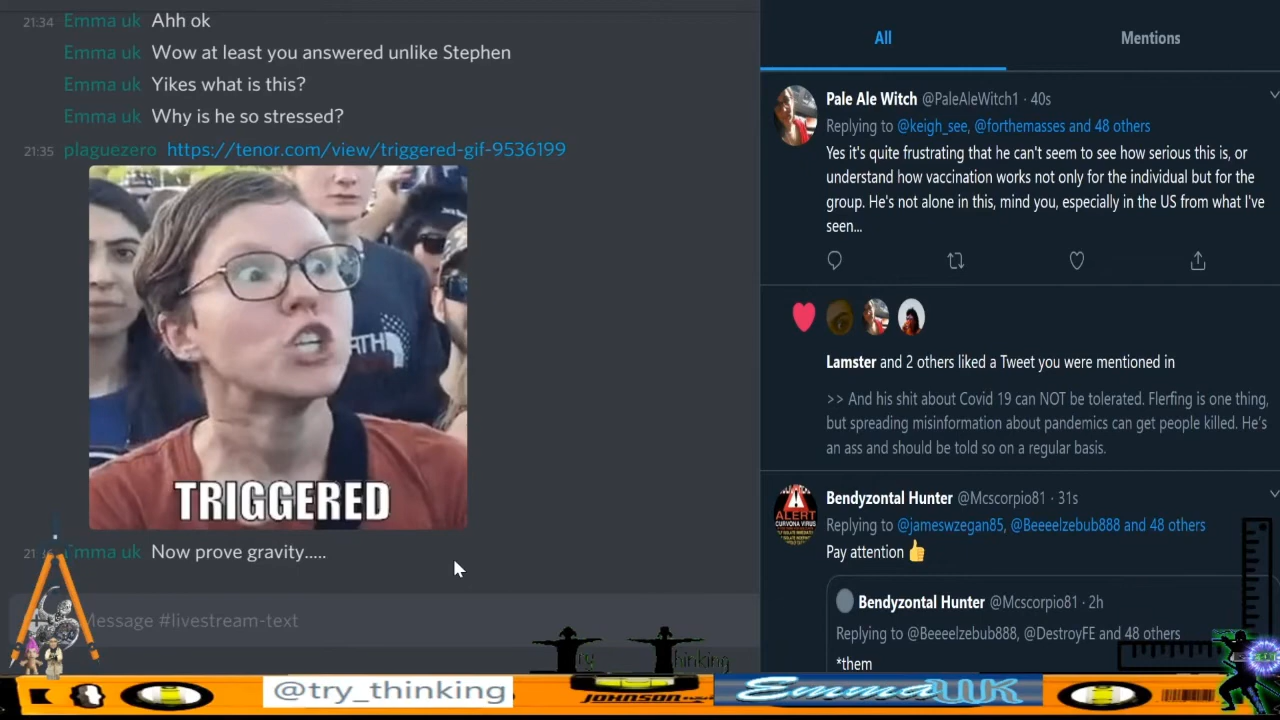 21:34 Emma uk Ahh ok
Emma uk Wow at least you answered unlike Stephen
Emma uk Yikes what is this?
Emma uk Why is he so stressed?
21:35 plaguezero https://tenor.com/view/triggered-gif-9536199
TRIGGERED
Emma uk Now prove gravity.....
Message #livestream-text
All
Mentions
Pale Ale Witch @PaleAleWitch1 · 40s
Replying to @keigh_see, @forthemasses and 48 others
Yes it's quite frustrating that he can't seem to see how serious this is, or
understand how vaccination works not only for the individual but for the
group. He's not alone in this, mind you, especially in the US from what I've
seen...
Lamster and 2 others liked a Tweet you were mentioned in
>> And his shit about Covid 19 can NOT be tolerated. Flerfing is one thing,
but spreading misinformation about pandemics can get people killed. He's
an ass and should be told so on a regular basis.
ALERT
Bendyzontal Hunter @Mcscorpio81 · 31s
Replying to @jameswzegan85, @Beeeelzebub888 and 48 others
Pay attention 👍
Bendyzontal Hunter @Mcscorpio81 · 2h
Replying to @Beeeelzebub888, @DestroyFE and 48 others
*them
Try Thinking
@try_thinking
JOHNSON
EmmaUK